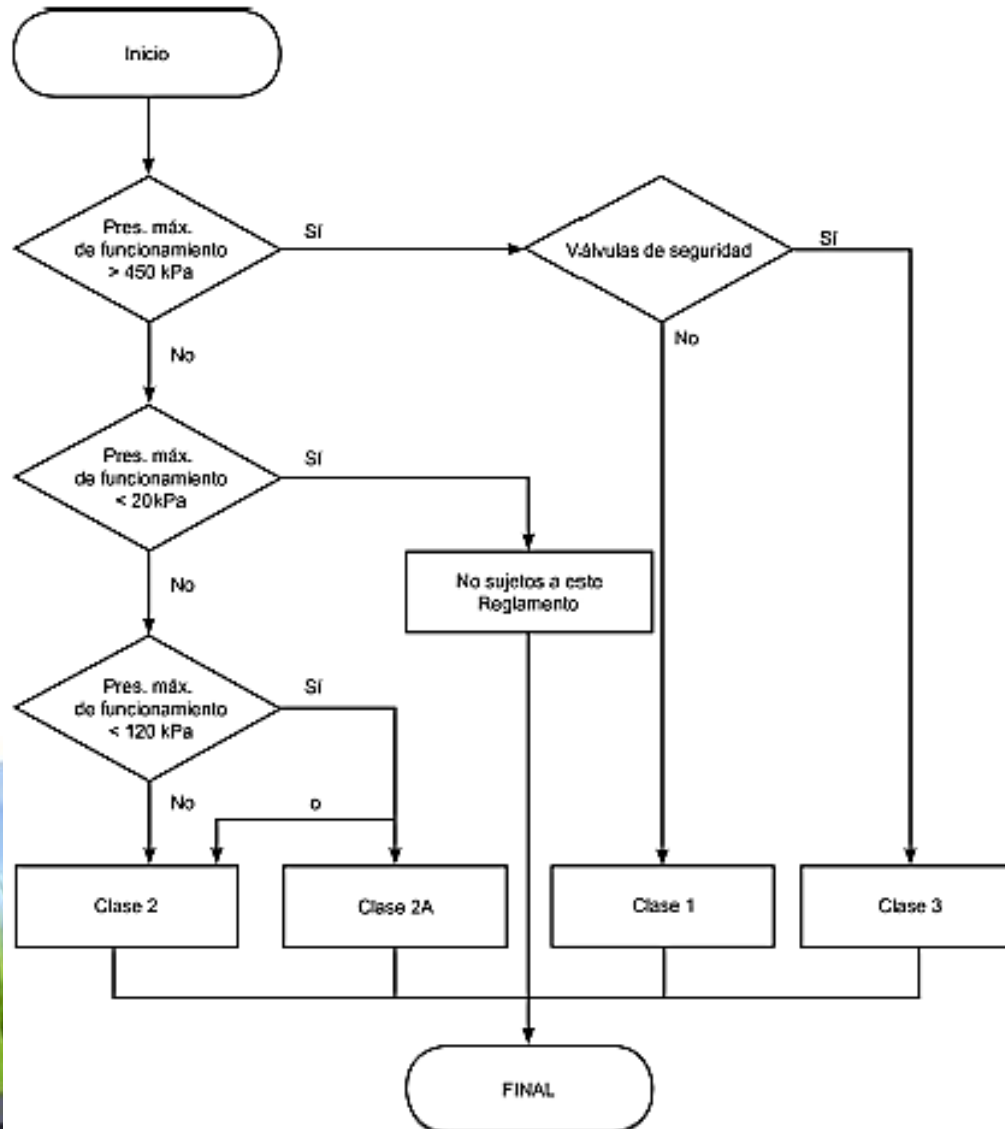 Inicio
Pres. máx.
de funcionamiento
> 450 kPa
Sí
Válvulas de seguridad
Sí
No
No
Pres. máx.
de funcionamiento
< 20kPa
Sí
No sujetos a este
Reglamento
No
Pres. máx.
de funcionamiento
< 120 kPa
Sí
No
o
Clase 2
Clase 2A
Clase 1
Clase 3
FINAL